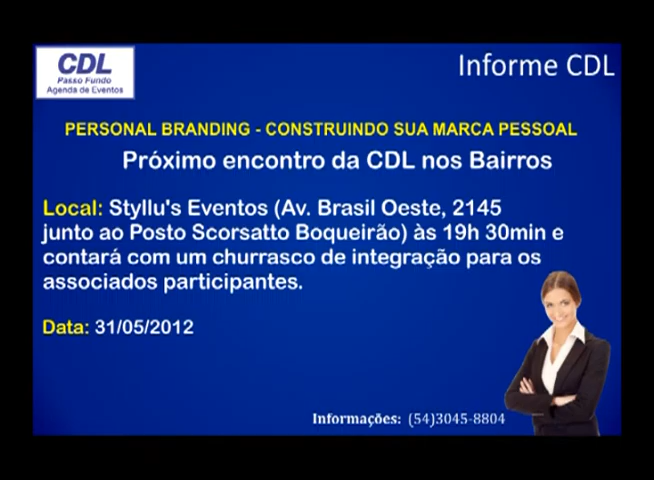 CDL
Passo Fundo
Agenda de Eventos
Informe CDL
PERSONAL BRANDING - CONSTRUINDO SUA MARCA PESSOAL
Próximo encontro da CDL nos Bairros
Local: Styllu's Eventos (Av. Brasil Oeste, 2145
junto ao Posto Scorsatto Boqueirão) às 19h 30min e
contará com um churrasco de integração para os
associados participantes.
Data: 31/05/2012
Informações: (54)3045-8804